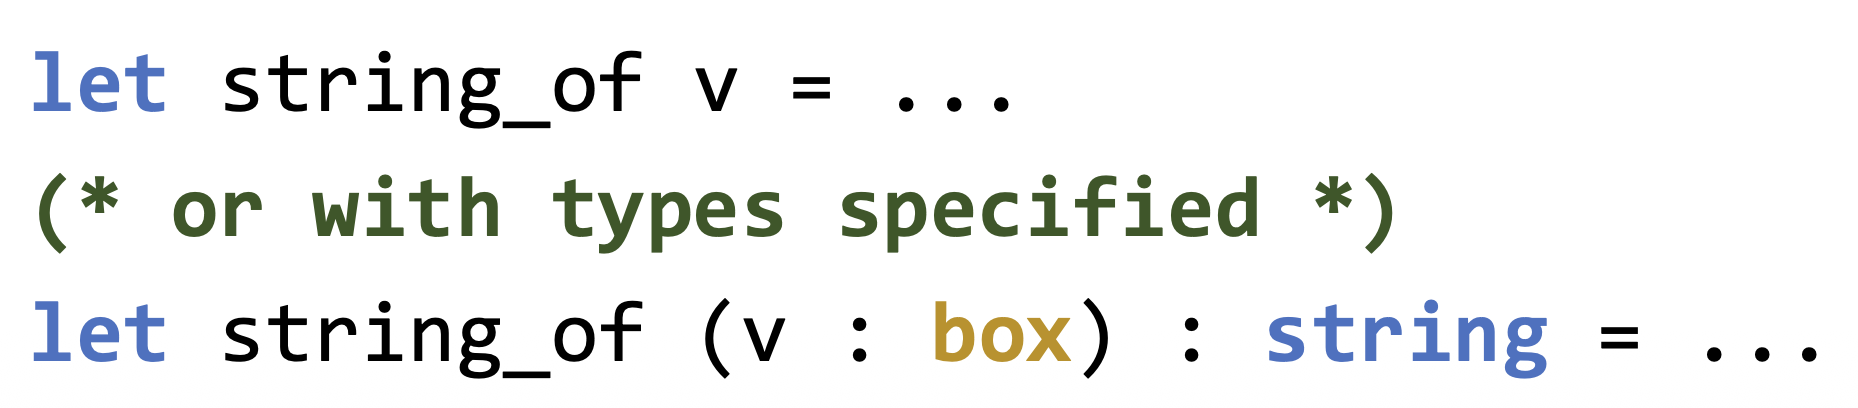 let string_of v = ...
(* or with types specified *)
let string_of (v : box) : string = ...